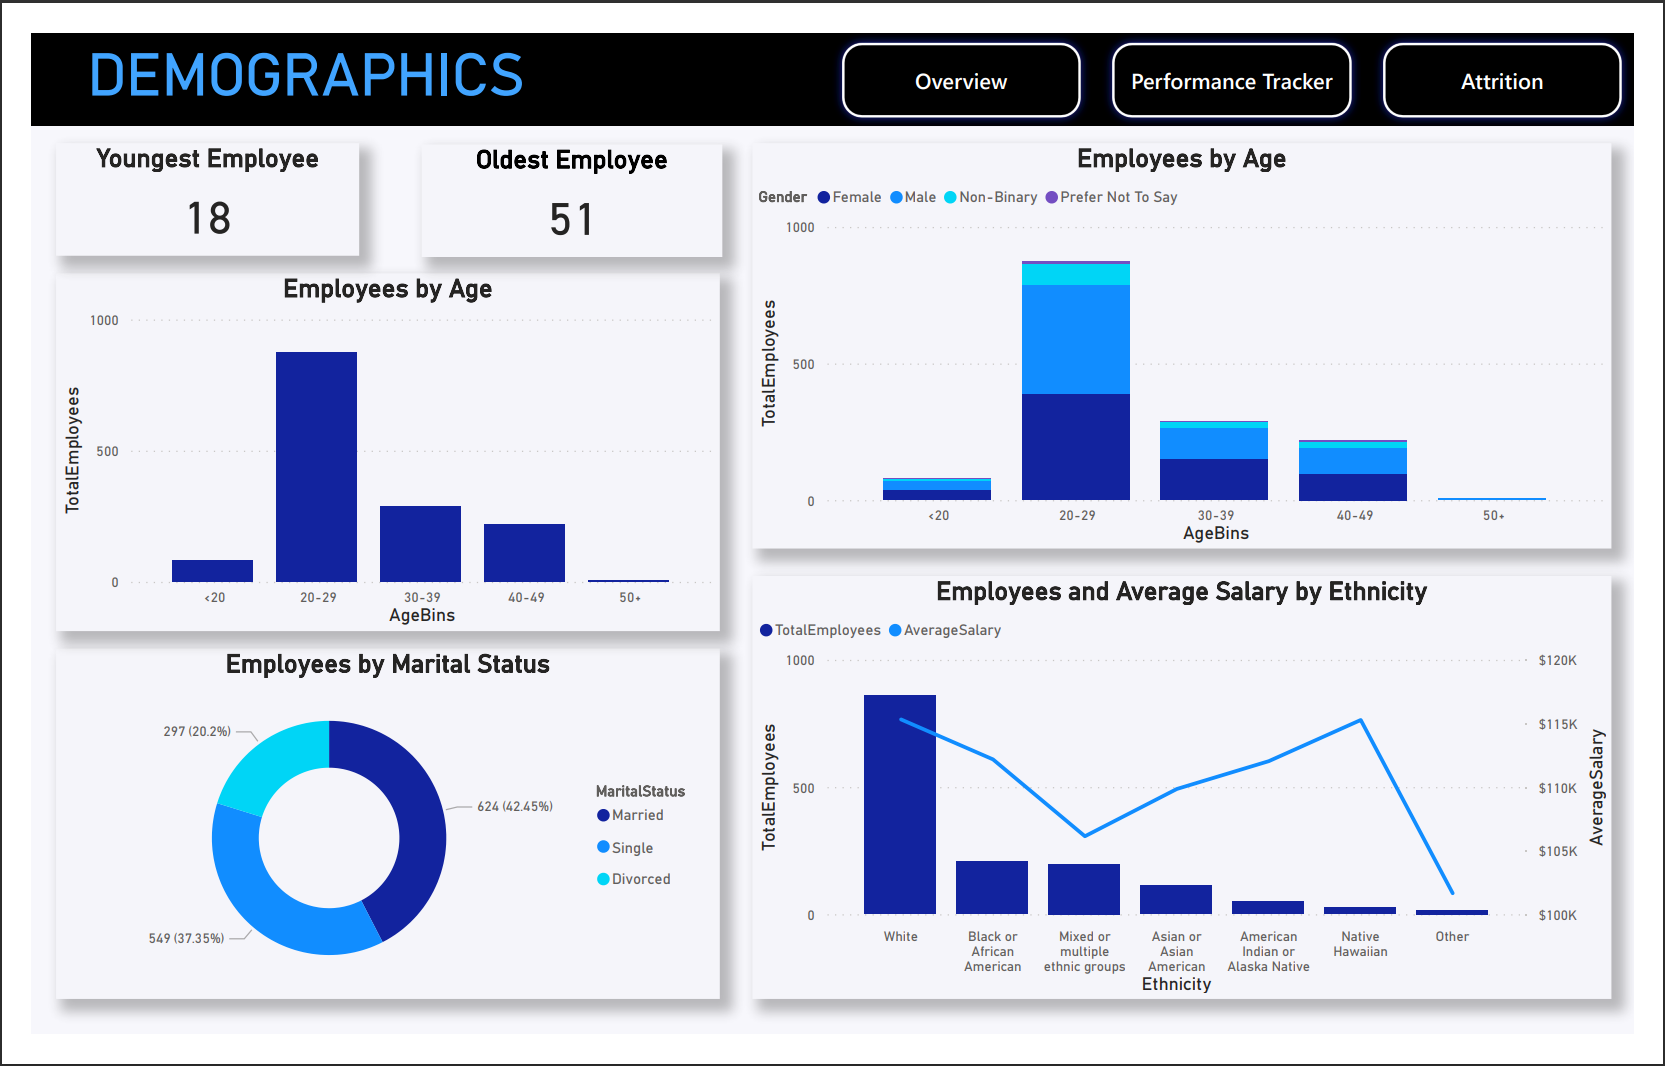 DEMOGRAPHICS
Overview
Performance Tracker
Attrition
Youngest Employee
18
Oldest Employee
51
Employees by Age
TotalEmployees
1000
500
0
<20
20-29
30-39
40-49
50+
AgeBins
Employees by Marital Status
297 (20.2%)
624 (42.45%)
549 (37.35%)
MaritalStatus
Married
Single
Divorced
Employees by Age
Gender Female Male Non-Binary Prefer Not To Say
TotalEmployees
1000
500
0
<20
20-29
30-39
40-49
50+
AgeBins
Employees and Average Salary by Ethnicity
TotalEmployees AverageSalary
TotalEmployees
1000
500
0
$120K
$115K
$110K
$105K
$100K
AverageSalary
White
Black or
African
American
Mixed or
multiple
ethnic groups
Asian or
Asian
American
American
Indian or
Alaska Native
Native
Hawaiian
Other
Ethnicity